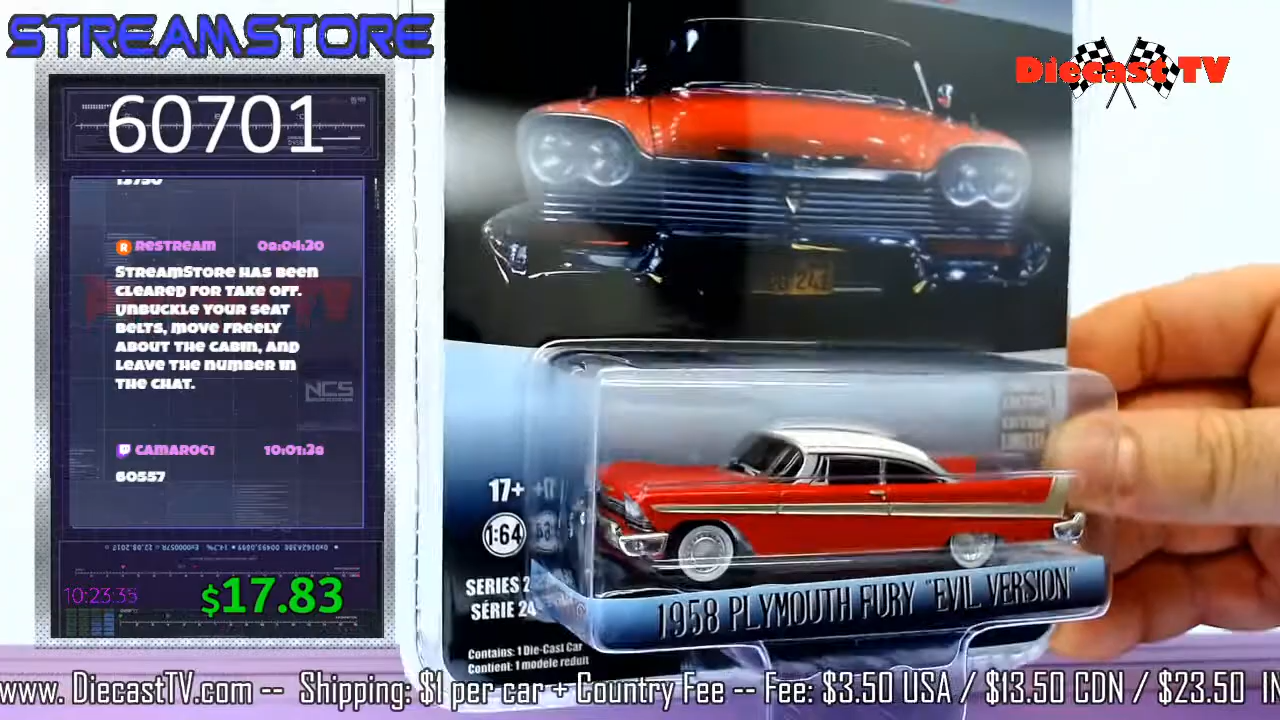 STREAMSTORE
60701
13750
Restream 08:04:20
StreamStore has been
cleared for take off.
Unbuckle your seat
belts, move freely
about the cabin, and
leave the number in
the chat.
NCS
camaroc1 10:01:28
60557
10:23:35
$17.83
Diecast TV
17+
1:64
SERIES 2
SÉRIE 24
Contains: 1 Die-Cast Car
Contient: 1 modele reduit
1958 PLYMOUTH FURY "EVIL VERSION"
www. DiecastTV.com -- Shipping: $1 per car + Country Fee -- Fee: $3.50 USA / $13.50 CDN / $23.50 IN